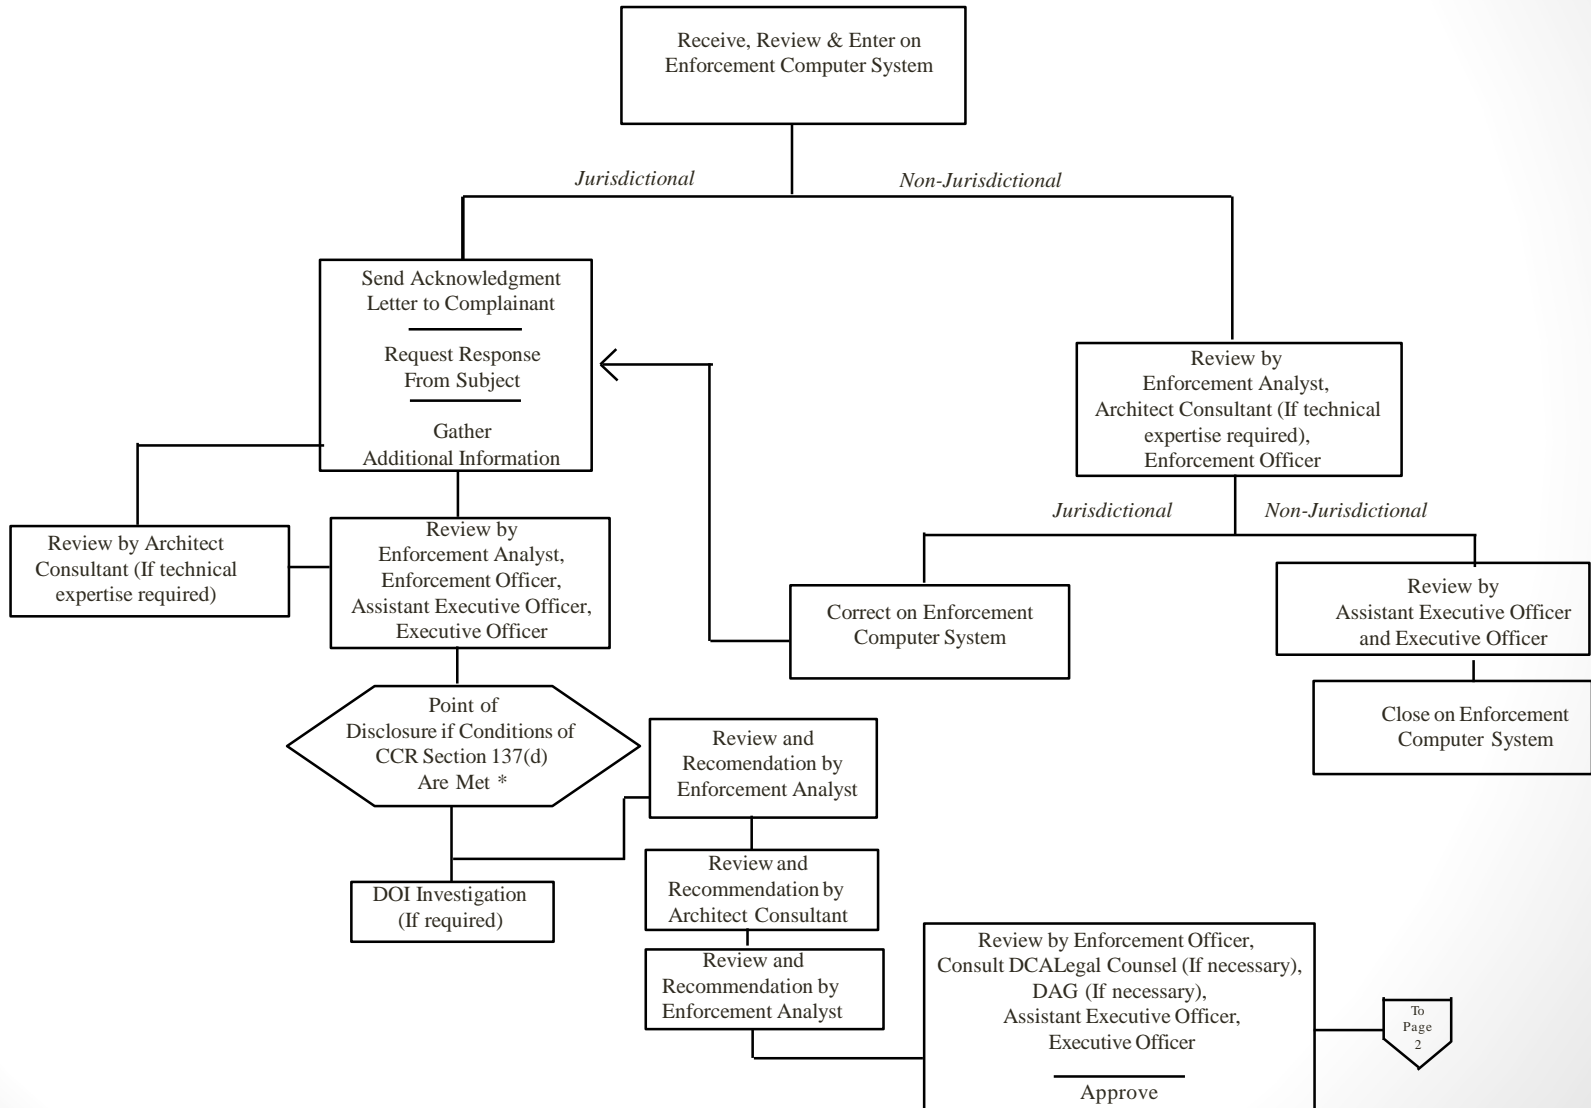 Receive, Review & Enter on
Enforcement Computer System
Jurisdictional
Non-Jurisdictional
Send Acknowledgment
Letter to Complainant
Request Response
From Subject
Gather
Additional Information
Review by
Enforcement Analyst,
Architect Consultant (If technical
expertise required),
Enforcement Officer
Jurisdictional
Non-Jurisdictional
Review by Architect
Consultant (If technical
expertise required)
Review by
Enforcement Analyst,
Enforcement Officer,
Assistant Executive Officer,
Executive Officer
Correct on Enforcement
Computer System
Review by
Assistant Executive Officer
and Executive Officer
Close on Enforcement
Computer System
Point of
Disclosure if Conditions of
CCR Section 137(d)
Are Met *
Review and
Recomendation by
Enforcement Analyst
DOI Investigation
(If required)
Review and
Recommendation by
Architect Consultant
Review and
Recommendation by
Enforcement Analyst
Review by Enforcement Officer,
Consult DCALegal Counsel (If necessary),
DAG (If necessary),
Assistant Executive Officer,
Executive Officer
Approve
To
Page
2